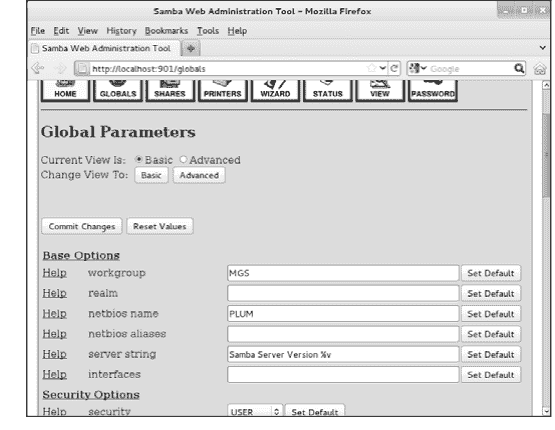 Samba Web Administration Tool - Mozilla Firefox
File Edit View History Bookmarks Tools Help
Samba Web Administration Tool
http://localhost:901/globals Google
HOME GLOBALS SHARES PRINTERS WIZARD STATUS VIEW PASSWORD
Global Parameters
Current View Is: Basic Advanced
Change View To: Basic Advanced
Commit Changes Reset Values
Base Options
Help workgroup MGS Set Default
Help realm Set Default
Help netbios name PLUM Set Default
Help netbios aliases Set Default
Help server string Samba Server Version %v Set Default
Help interfaces Set Default
Security Options
Help security USER Set Default